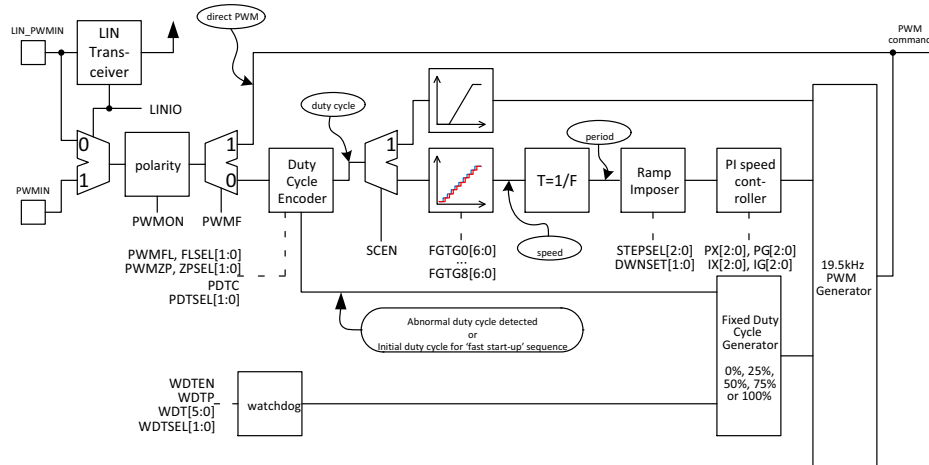 LIN_PWMIN
LIN
Trans-
ceiver
direct PWM
PWM
command
LINIO
duty cycle
0
1
PWMIN
polarity
PWMON
1
0
PWMF
Duty
Cycle
Encoder
1
SCEN
T=1/F
period
speed
Ramp
Imposer
PI speed
cont-
roller
PWMFL, FLSEL[1:0]
PWMZP, ZPSEL[1:0]
PDTC
PDTSEL[1:0]
FGTG0[6:0]
...
FGTG8[6:0]
STEPSEL[2:0]
DWNSET[1:0]
PX[2:0], PG[2:0]
IX[2:0], IG[2:0]
19.5kHz
PWM
Generator
Abnormal duty cycle detected
or
Initial duty cycle for 'fast start-up' sequence
Fixed Duty
Cycle
Generator
0%, 25%,
50%, 75%
or 100%
WDTEN
WDTP
WDT[5:0]
WDTSEL[1:0]
watchdog